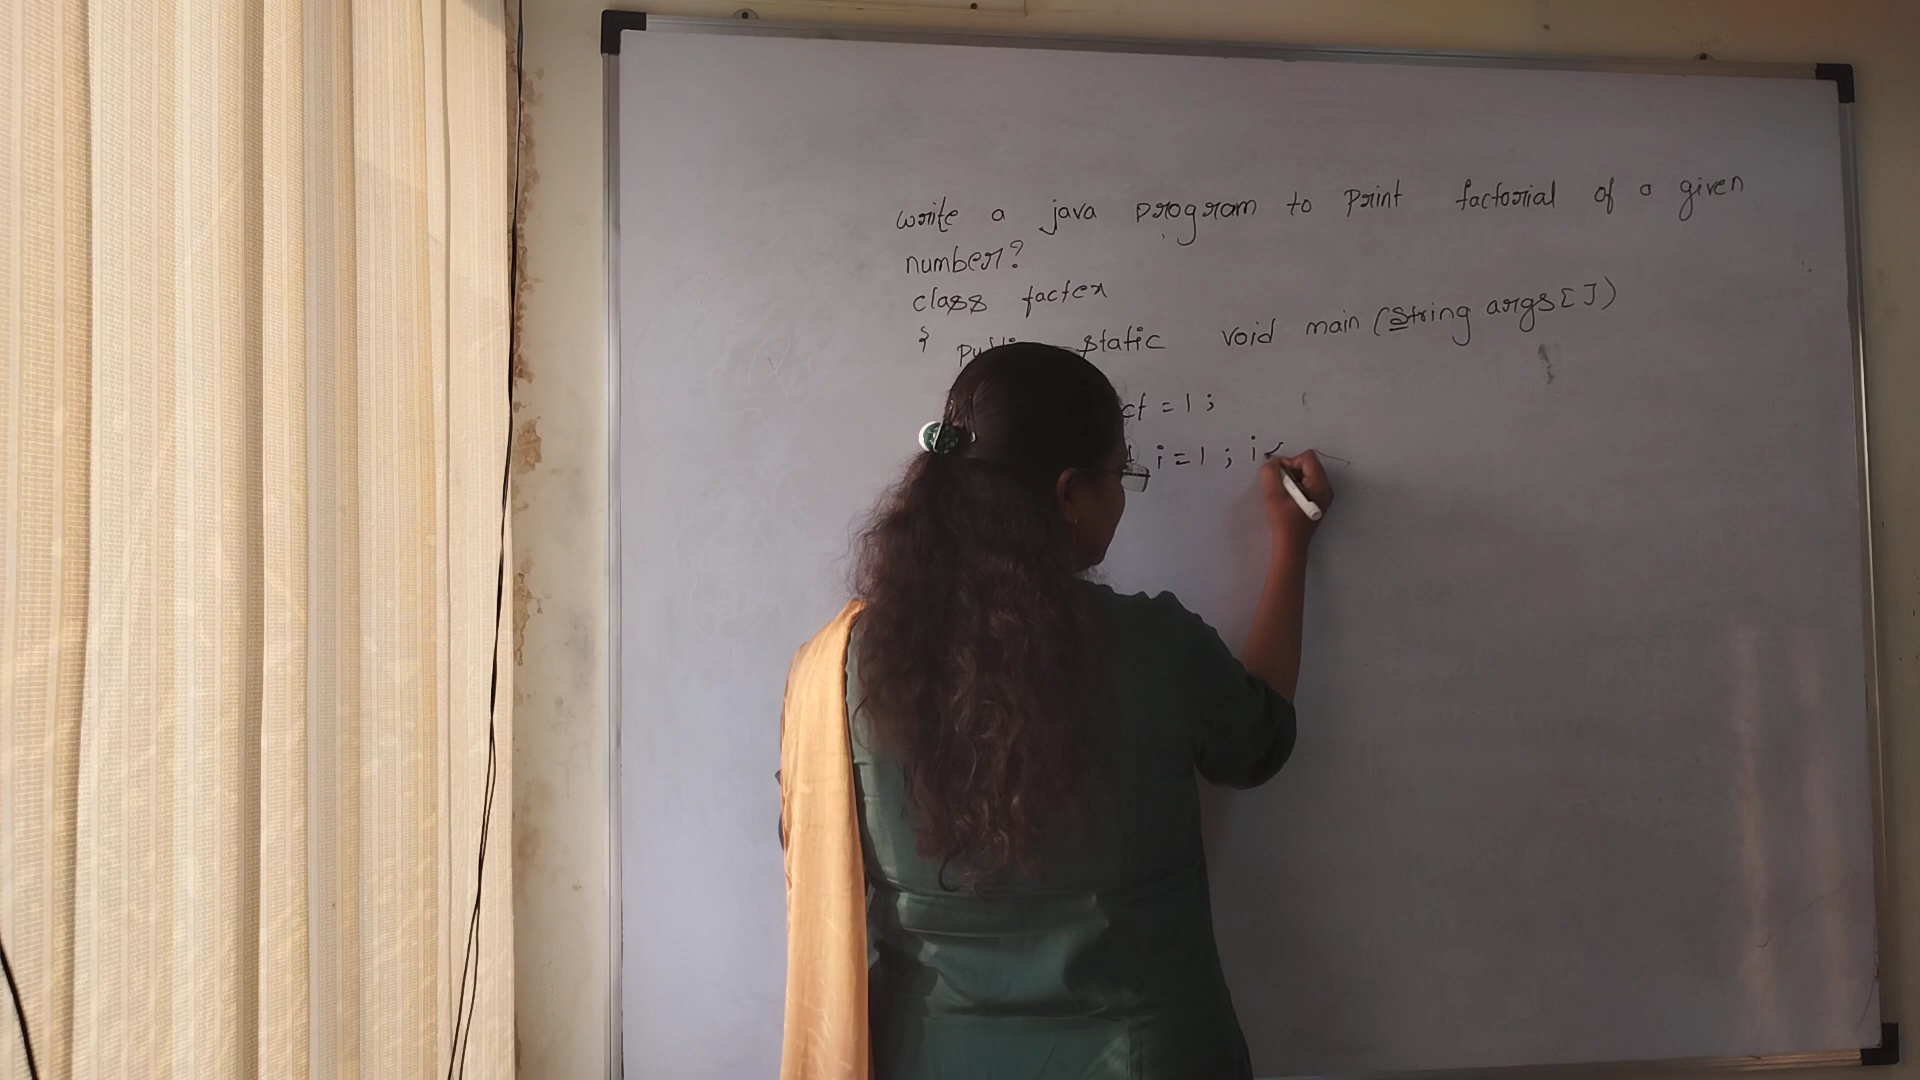 write a java program to Print factorial of a given
number?
class factex
{ public static void main (String args[])
ct = 1 ;
i = 1 ; i <